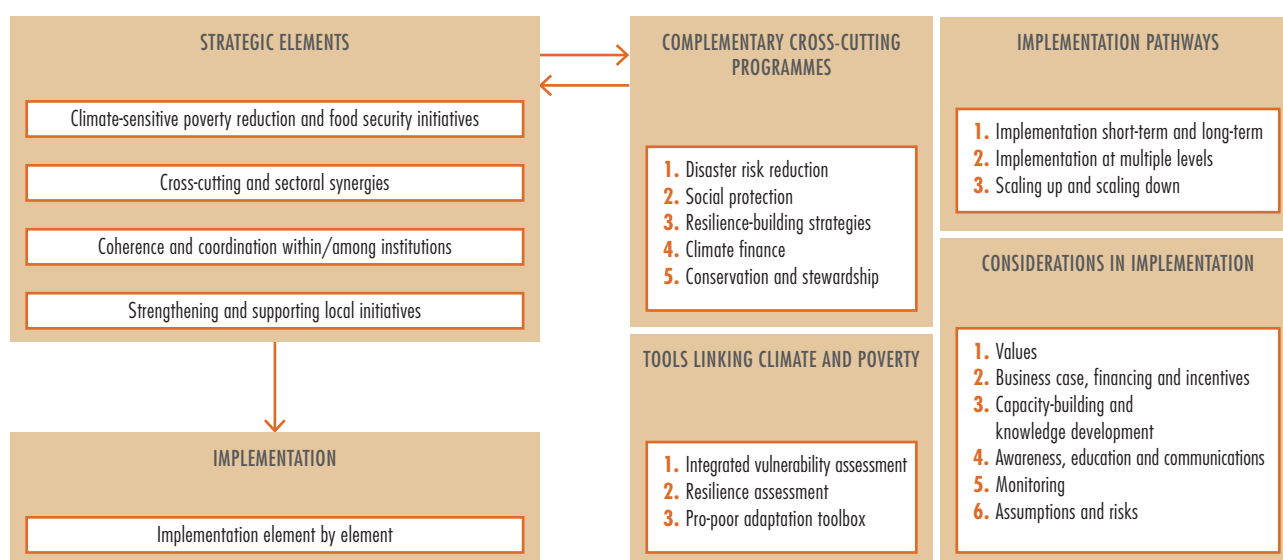 STRATEGIC ELEMENTS
Climate-sensitive poverty reduction and food security initiatives
Cross-cutting and sectoral synergies
Coherence and coordination within/among institutions
Strengthening and supporting local initiatives
IMPLEMENTATION
Implementation element by element
COMPLEMENTARY CROSS-CUTTING
PROGRAMMES
1. Disaster risk reduction
2. Social protection
3. Resilience-building strategies
4. Climate finance
5. Conservation and stewardship
TOOLS LINKING CLIMATE AND POVERTY
1. Integrated vulnerability assessment
2. Resilience assessment
3. Pro-poor adaptation toolbox
IMPLEMENTATION PATHWAYS
1. Implementation short-term and long-term
2. Implementation at multiple levels
3. Scaling up and scaling down
CONSIDERATIONS IN IMPLEMENTATION
1. Values
2. Business case, financing and incentives
3. Capacity-building and
knowledge development
4. Awareness, education and communications
5. Monitoring
6. Assumptions and risks